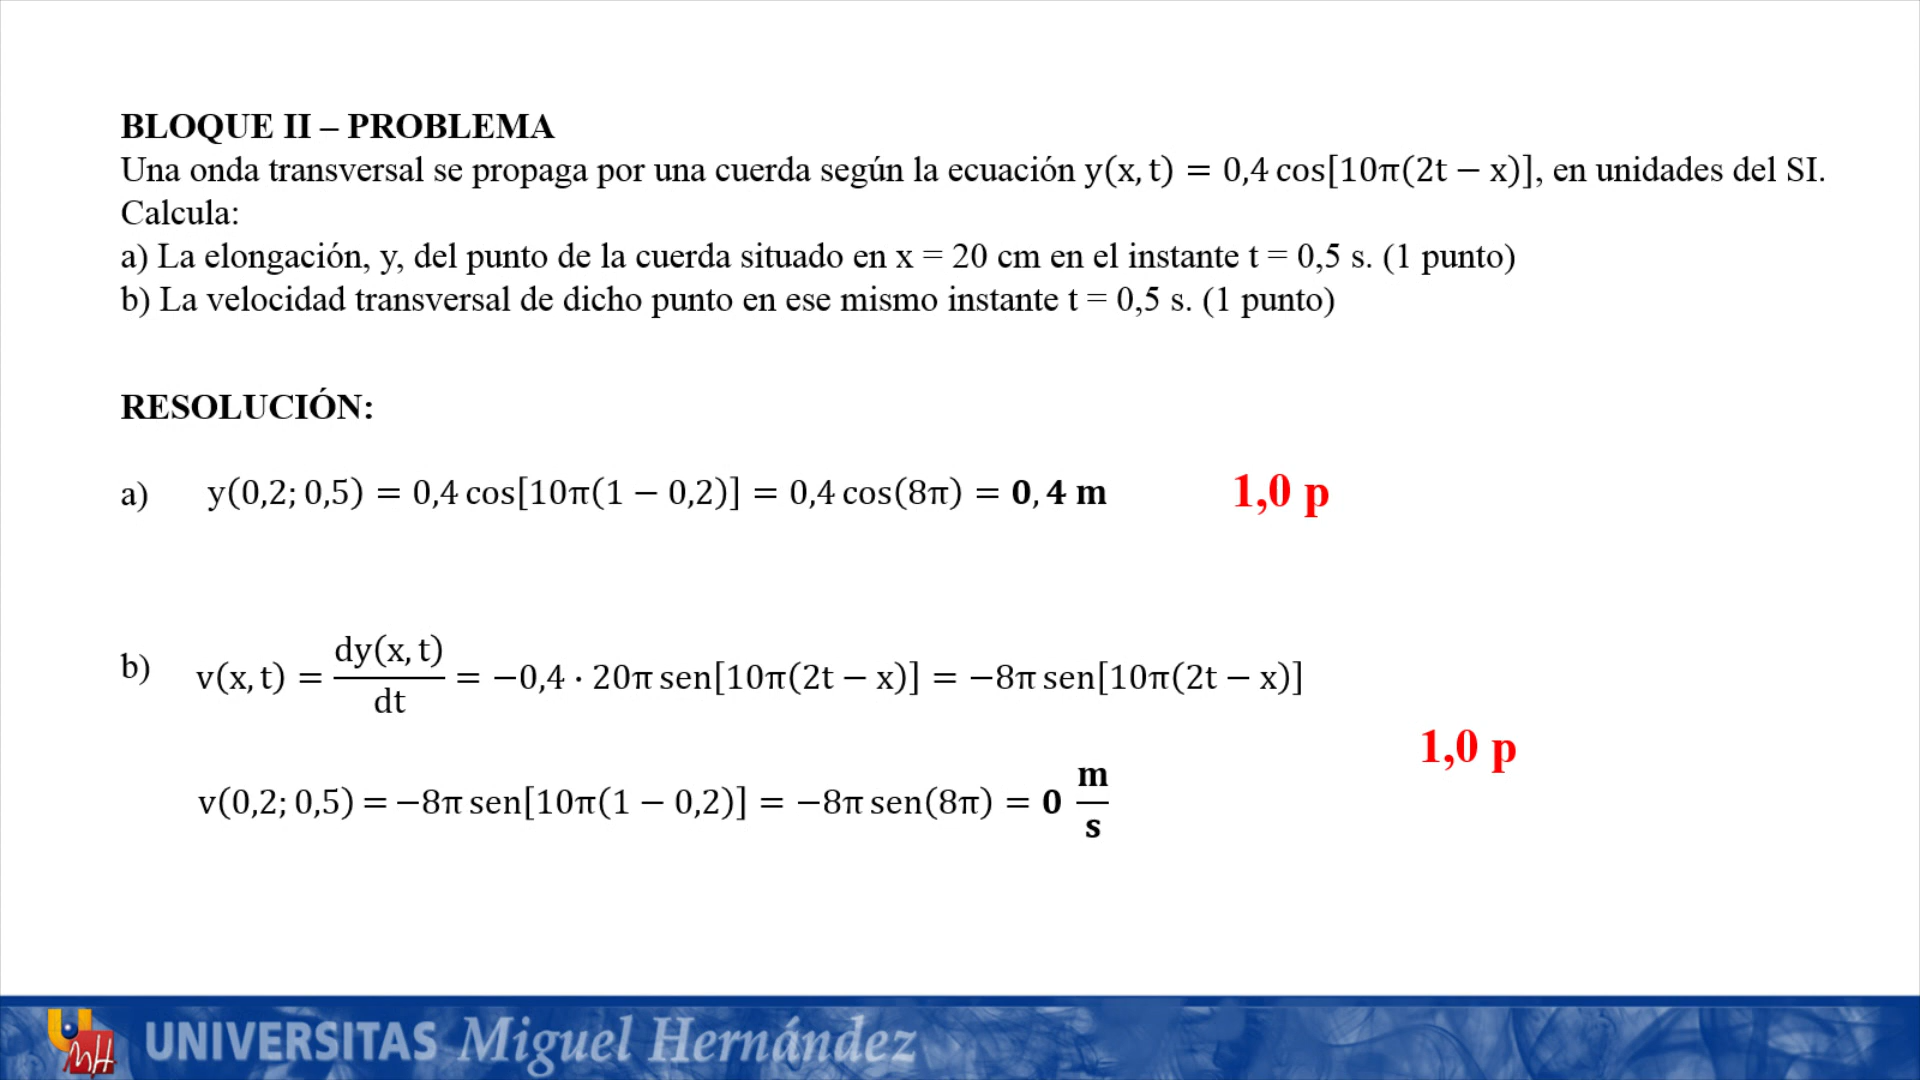 BLOQUE II – PROBLEMA
Una onda transversal se propaga por una cuerda según la ecuación y(x, t) = 0,4 cos[10π(2t − x)], en unidades del SI.
Calcula:
a) La elongación, y, del punto de la cuerda situado en x = 20 cm en el instante t = 0,5 s. (1 punto)
b) La velocidad transversal de dicho punto en ese mismo instante t = 0,5 s. (1 punto)
RESOLUCIÓN:
a) y(0,2; 0,5) = 0,4 cos[10π(1 − 0,2)] = 0,4 cos(8π) = 0, 4 m 1,0 p
b) v(x, t) = dy(x, t)/dt = −0,4 · 20π sen[10π(2t − x)] = −8π sen[10π(2t − x)]
1,0 p
v(0,2; 0,5) = −8π sen[10π(1 − 0,2)] = −8π sen(8π) = 0 m/s
UNIVERSITAS Miguel Hernández